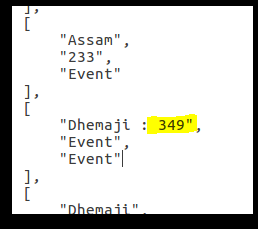 ],
[
"Assam",
"233",
"Event"
],
[
"Dhemaji : 349",
"Event",
"Event"
],
[
"Dhemaji",